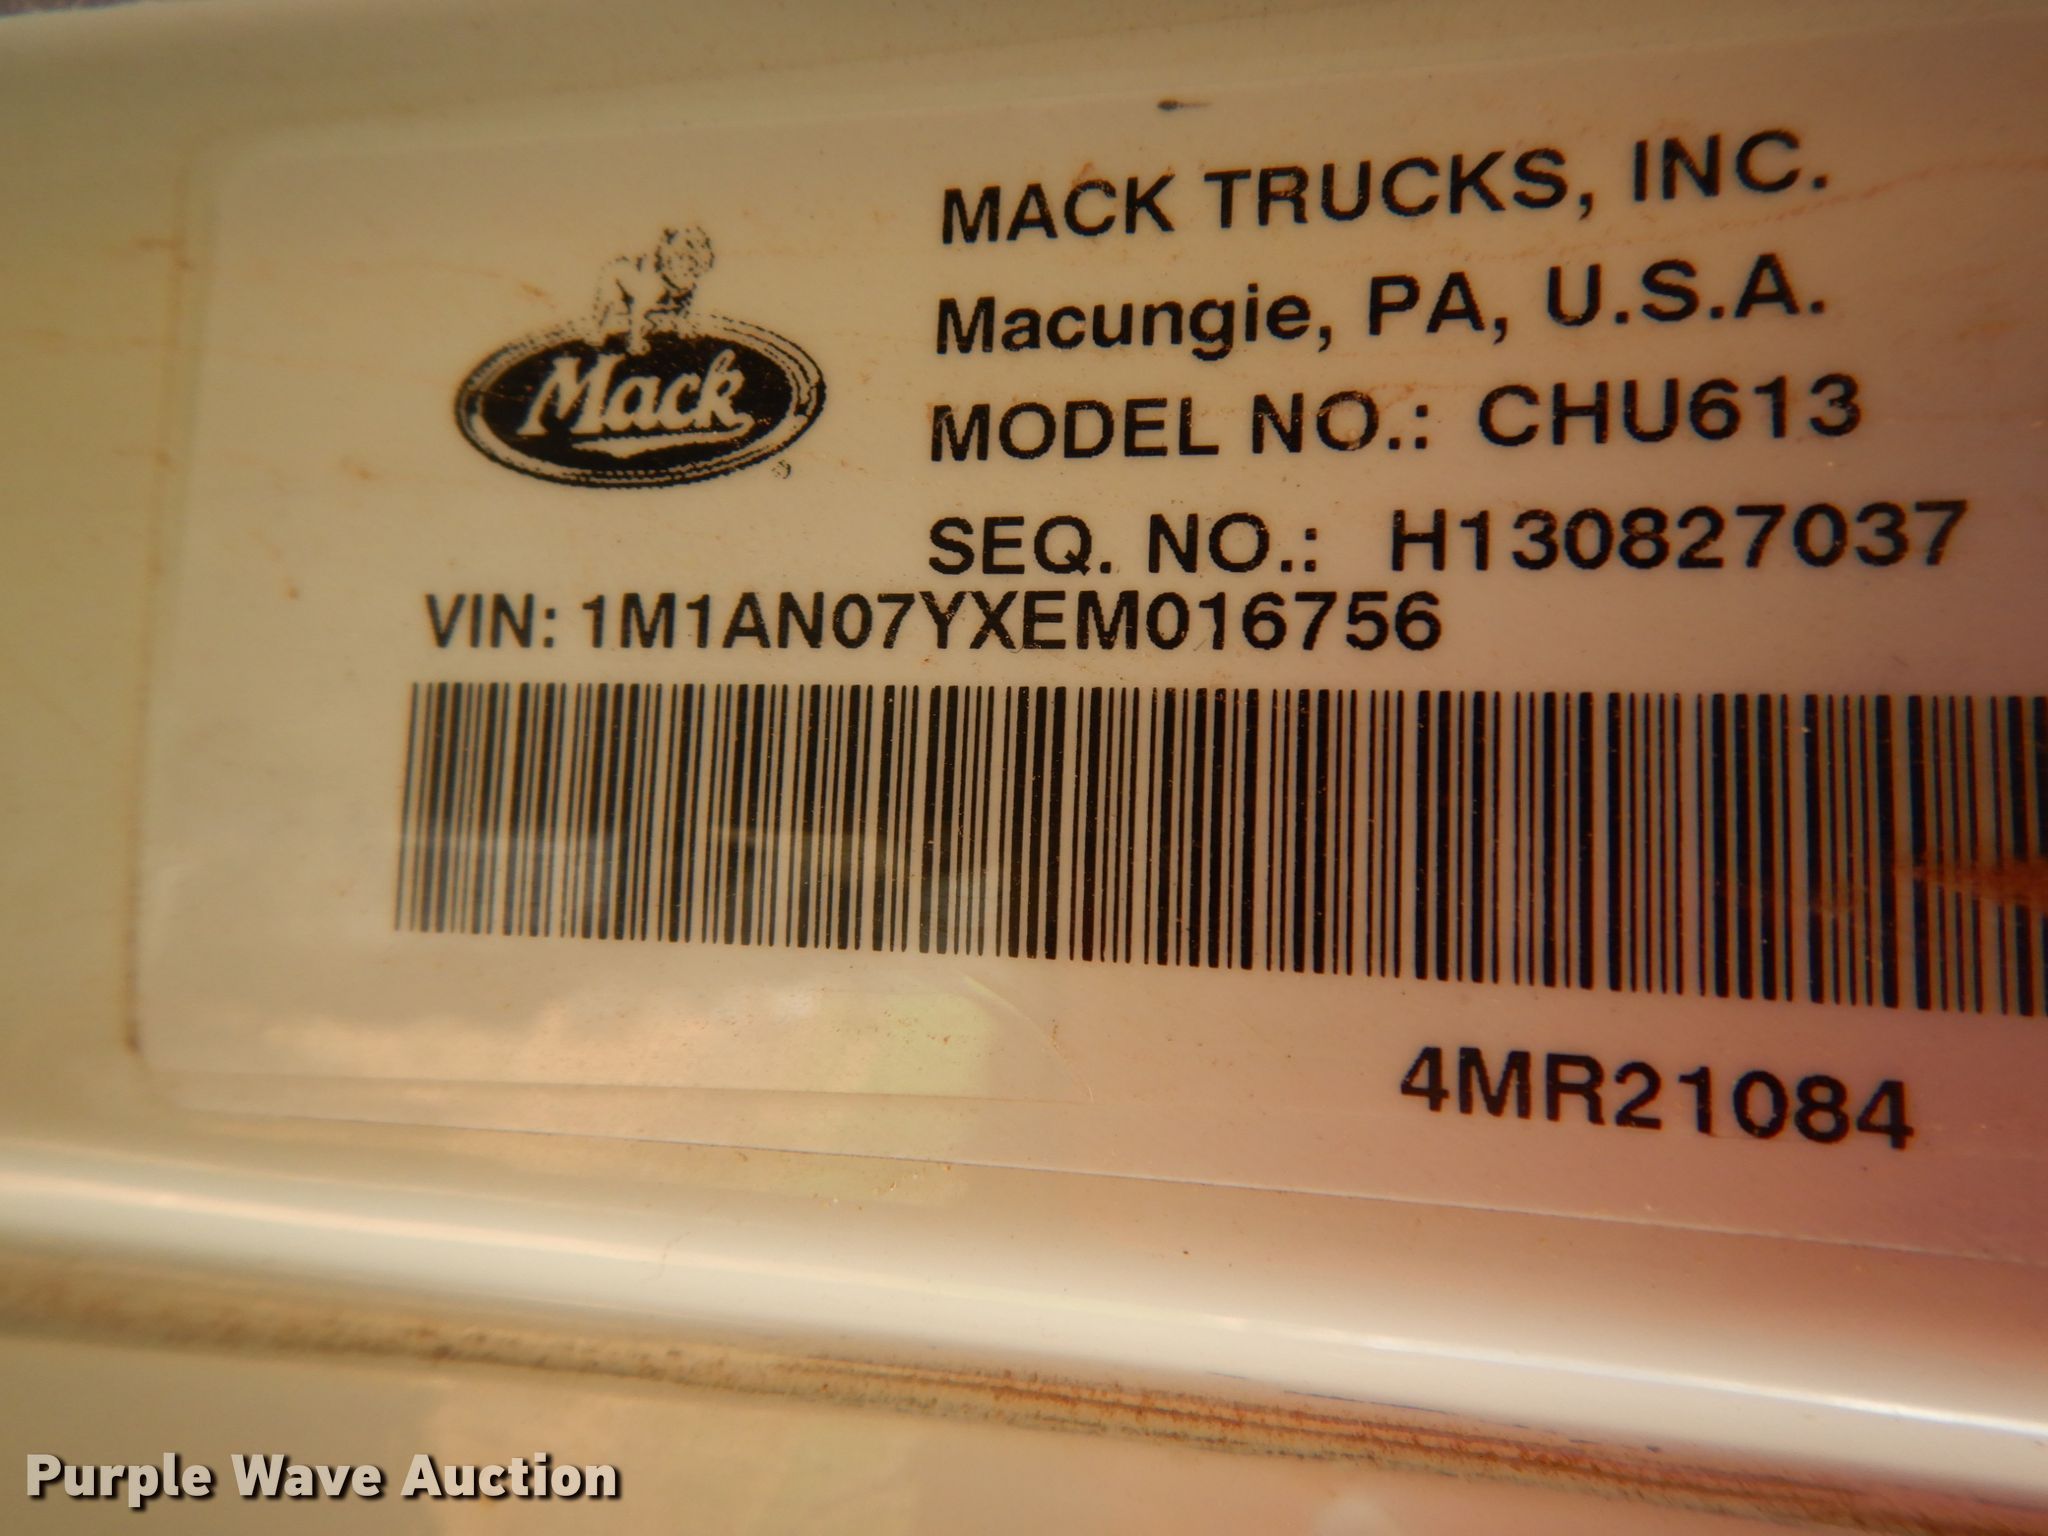 MACK TRUCKS, INC.
Macungie, PA, U.S.A.
Mack
®
MODEL NO.: CHU613
SEQ. NO.: H130827037
VIN: 1M1AN07YXEM016756
4MR21084
Purple Wave Auction